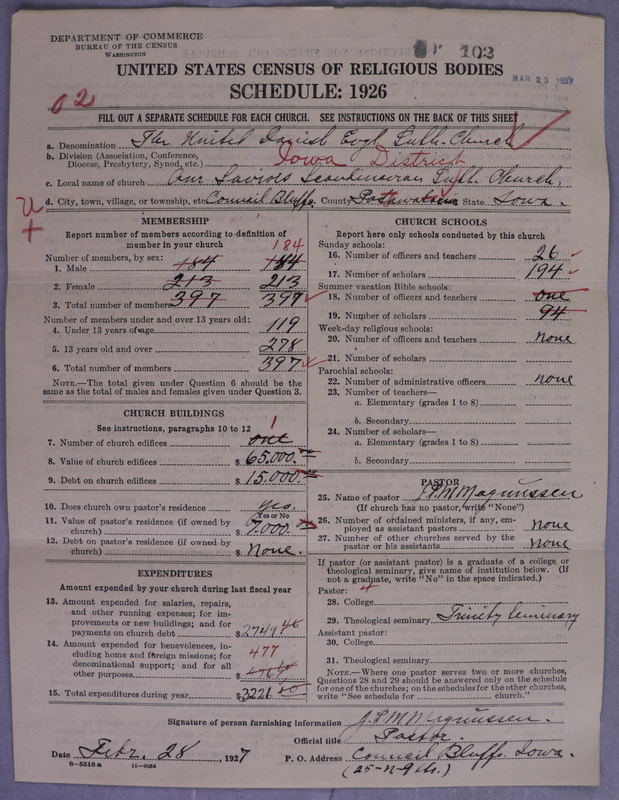 DEPARTMENT OF COMMERCE
BUREAU OF THE CENSUS
WASHINGTON
102
MAR 23 1927
UNITED STATES CENSUS OF RELIGIOUS BODIES
SCHEDULE: 1926
02
FILL OUT A SEPARATE SCHEDULE FOR EACH CHURCH. SEE INSTRUCTIONS ON THE BACK OF THIS SHEET
a. Denomination The United Danish Evgl. Luth. Church
b. Division (Association, Conference, Diocese, Presbytery, Synod, etc.) Iowa District
c. Local name of church Our Saviors Scandinavian Luth. Church.
d. City, town, village, or township, etc. Council Bluffs. County Pottawattamie State Iowa.
MEMBERSHIP
Report number of members according to definition of
member in your church
184
Number of members, by sex:
1. Male 184 184
2. Female 213 213
3. Total number of members 397 397
Number of members under and over 13 years old:
4. Under 13 years of age 119
5. 13 years old and over 278
6. Total number of members 397
NOTE.—The total given under Question 6 should be
same as the total of males and females given under Question 3.
CHURCH BUILDINGS
See instructions, paragraphs 10 to 12
1
7. Number of church edifices one
8. Value of church edifices $ 65,000.
9. Debt on church edifices $ 15,000.
10. Does church own pastor's residence Yes.
Yes or No
11. Value of pastor's residence (if owned by
church) $ 7,000.
12. Debt on pastor's residence (if owned by
church) $ None.
EXPENDITURES
Amount expended by your church during last fiscal year
13. Amount expended for salaries, repairs,
and other running expenses; for im-
provements or new buildings; and for
payments on church debt $ 2744 46
14. Amount expended for benevolences, in-
cluding home and foreign missions; for
denominational support; and for all
other purposes $
477
15. Total expenditures during year $ 3221
CHURCH SCHOOLS
Report here only schools conducted by this church
Sunday schools:
16. Number of officers and teachers 26
17. Number of scholars 194
Summer vacation Bible schools:
18. Number of officers and teachers one
19. Number of scholars 94
Week-day religious schools:
20. Number of officers and teachers none
21. Number of scholars
Parochial schools:
22. Number of administrative officers none
23. Number of teachers—
a. Elementary (grades 1 to 8)
b. Secondary
24. Number of scholars—
a. Elementary (grades 1 to 8)
b. Secondary
PASTOR
25. Name of pastor J.P.M. Magnussen
(If church has no pastor, write "None")
26. Number of ordained ministers, if any, em-
ployed as assistant pastors none
27. Number of other churches served by the
pastor or his assistants none
If pastor (or assistant pastor) is a graduate of a college or
theological seminary, give name of institution below. (If
not a graduate, write "No" in the space indicated.)
Pastor:
28. College
29. Theological seminary Trinity Seminary
Assistant pastor:
30. College
31. Theological seminary
NOTE.—Where one pastor serves two or more churches,
Questions 28 and 29 should be answered only on the schedule
for one of the churches; on the schedules for the other churches,
write "See schedule for church."
Signature of person furnishing information J.P.M. Magnussen.
Official title Pastor.
Date Febr. 28, 1927 P. O. Address Council Bluffs, Iowa.
8—5518a 11—9054
(25-N-9 St.)